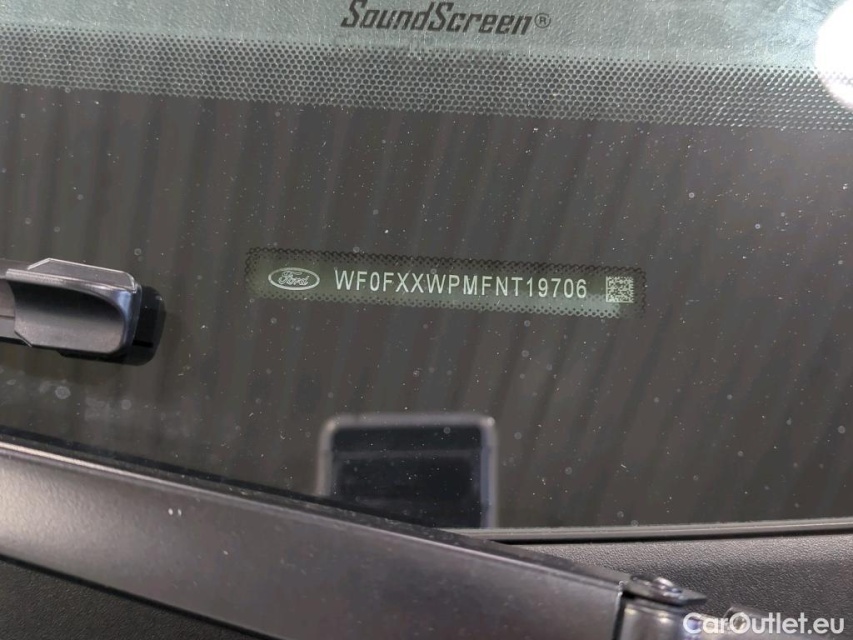 SoundScreen®
Ford WF0FXXWPMFNT19706
CarOutlet.eu